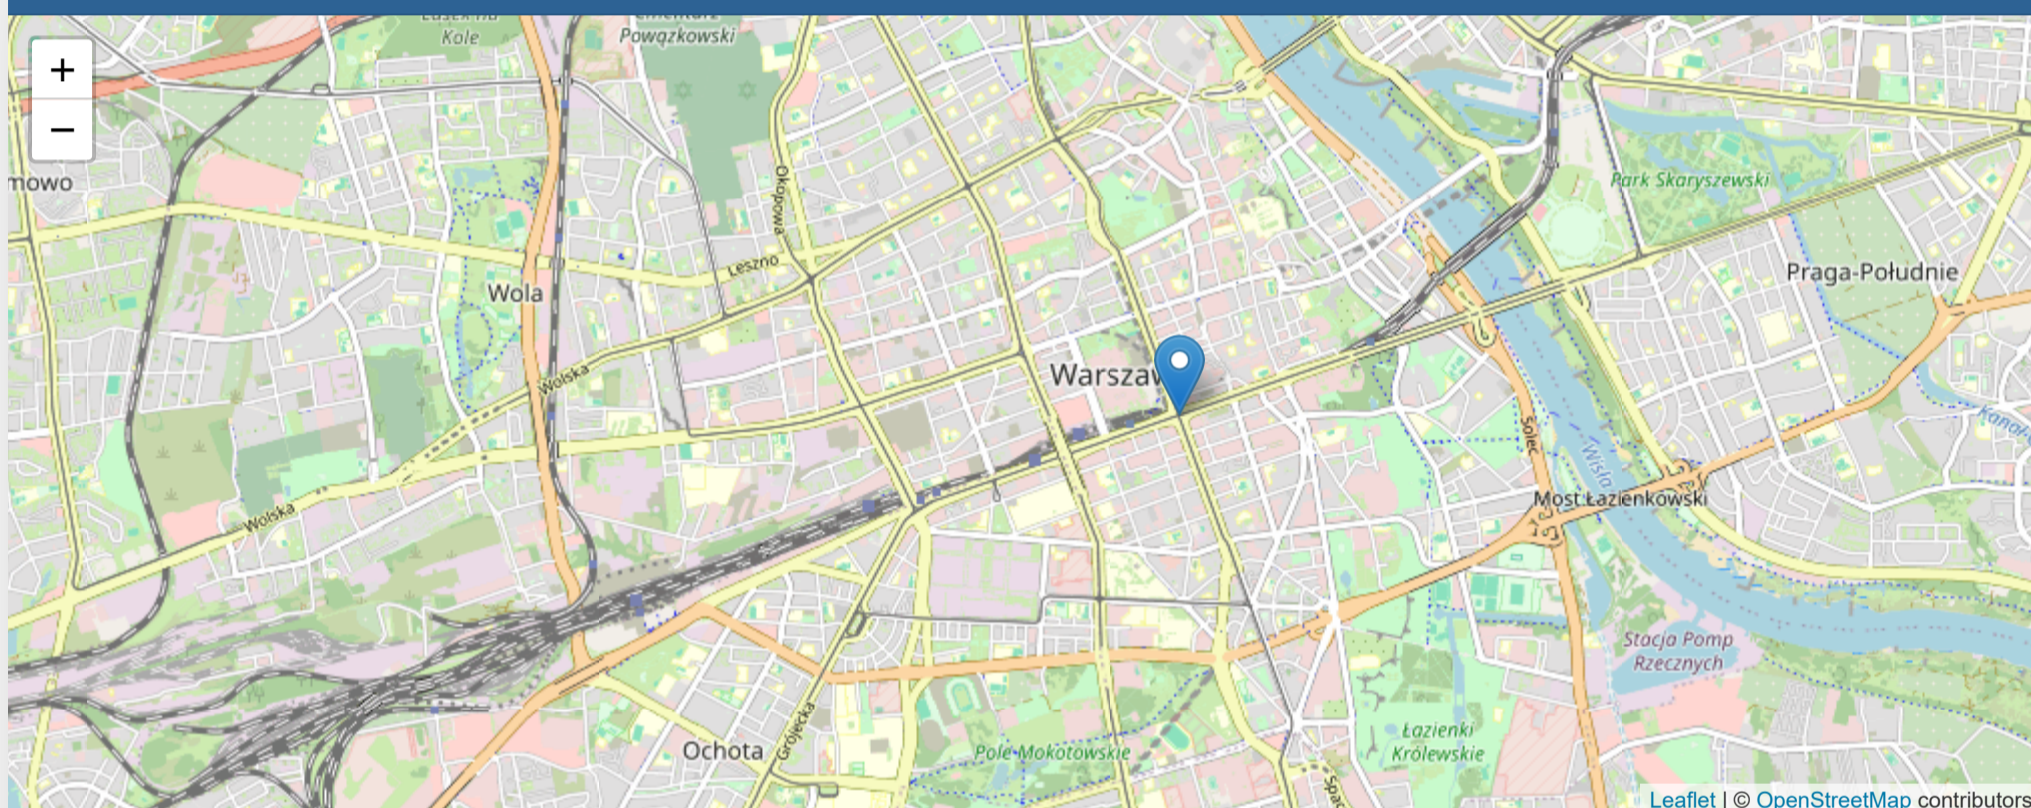 Kole
Powązkowski
+
−
mowo
Okopowa
Park Skaryszewski
Leszno
Praga-Południe
Wola
Wolska
Warszaw
Solec
Wisła
Wolska
Most Łazienkowski
Stacja Pomp
Rzecznych
Grójecka
Ochota
Pole Mokotowskie
Łazienki
Królewskie
Leaflet | © OpenStreetMap contributors